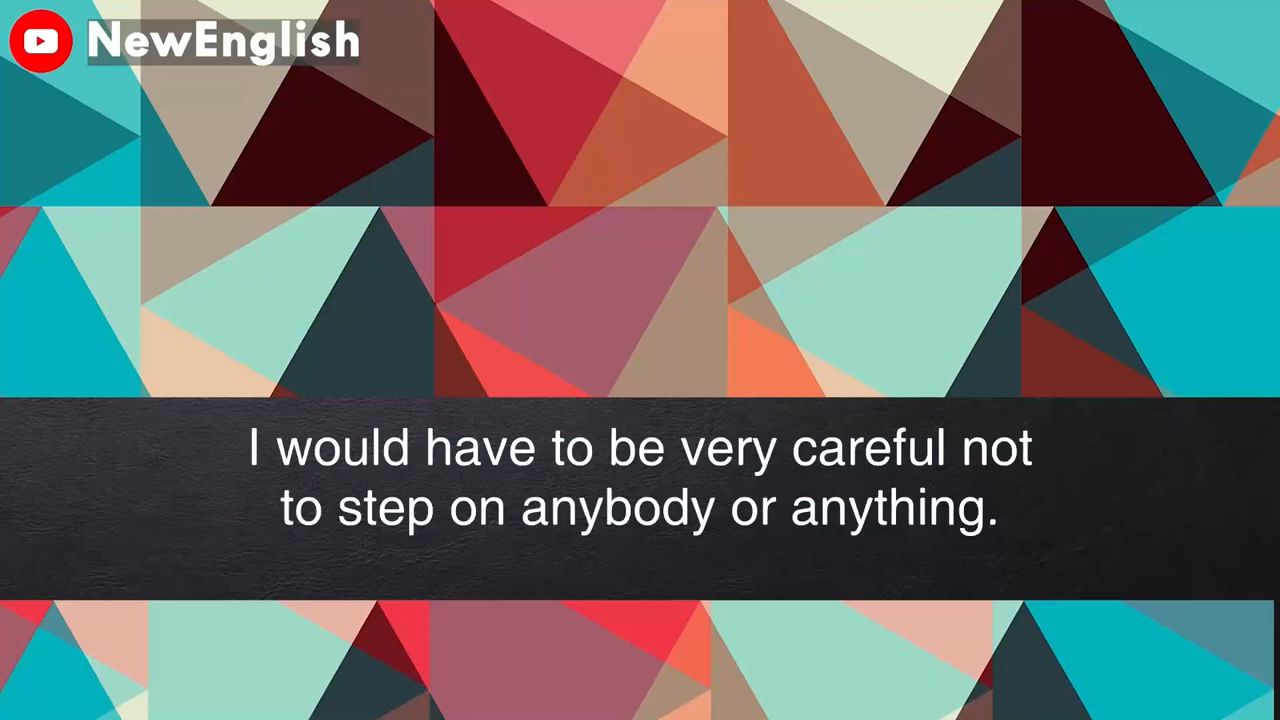 NewEnglish
I would have to be very careful not
to step on anybody or anything.